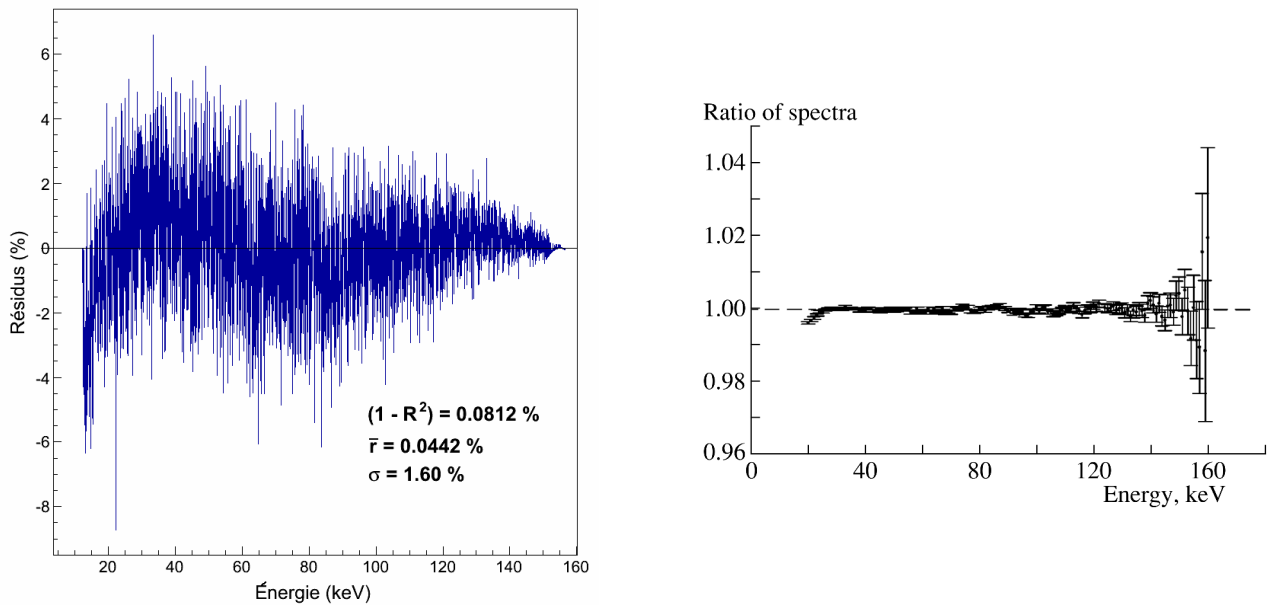 6
4
2
0
-2
-4
-6
-8
Résidus (%)
(1 - R²) = 0.0812 %
r̅ = 0.0442 %
σ = 1.60 %
20 40 60 80 100 120 140 160
Énergie (keV)
Ratio of spectra
1.04
1.02
1.00
0.98
0.96
0 40 80 120 160
Energy, keV